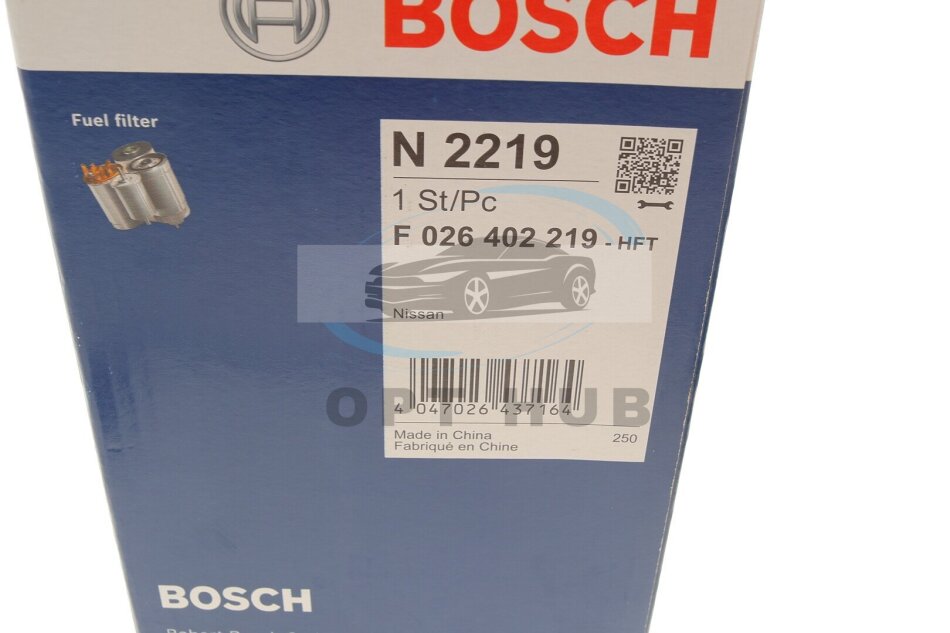 BOSCH
Fuel filter
N 2219
1 St/Pc
F 026 402 219 - HFT
Nissan
OPT HUB
4 047026 437164
Made in China
Fabriqué en Chine
250
BOSCH